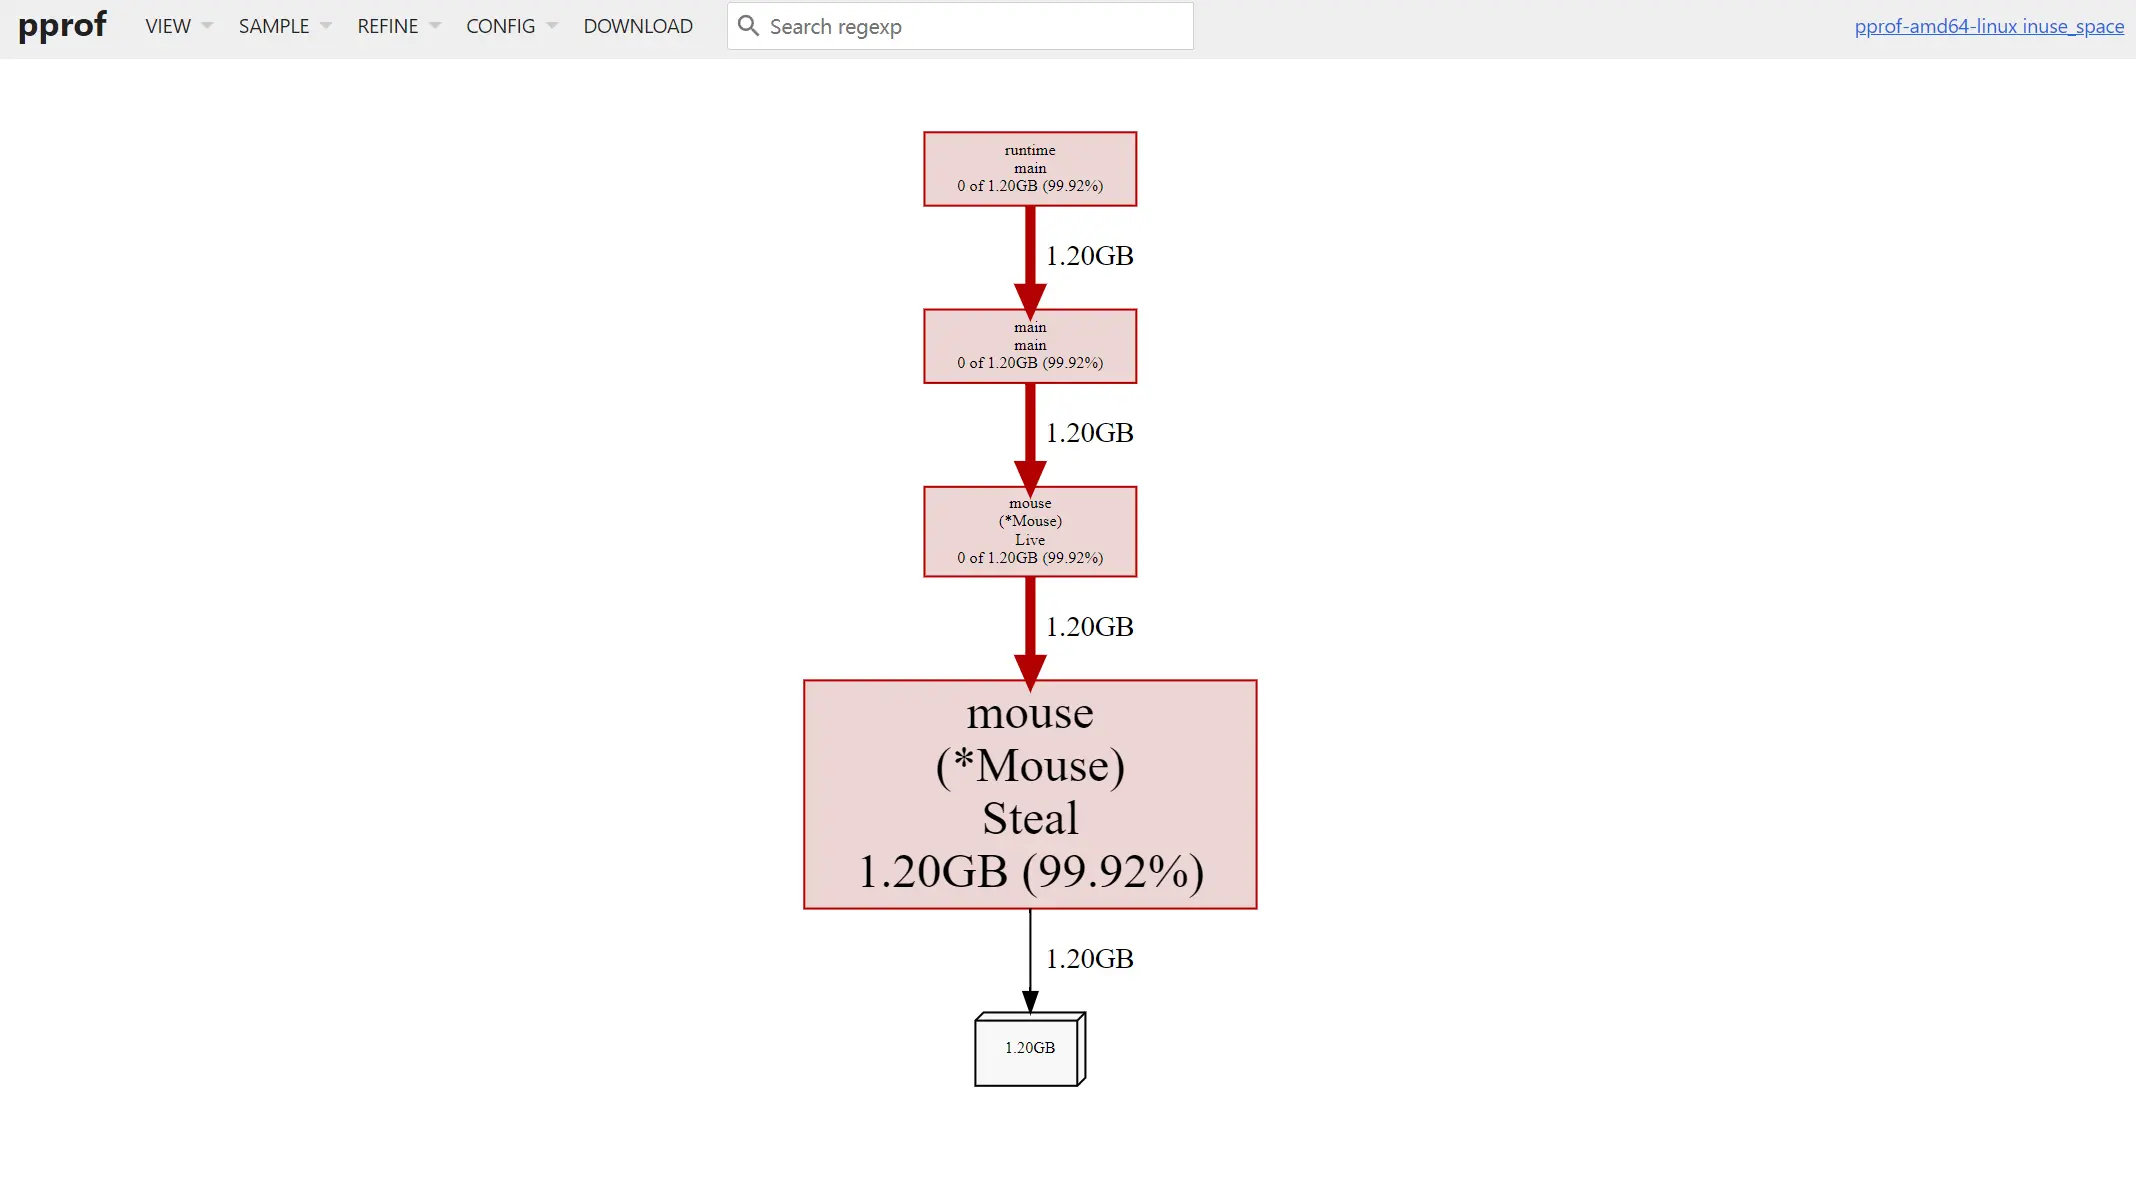 pprof VIEW SAMPLE REFINE CONFIG DOWNLOAD Search regexp pprof-amd64-linux inuse_space
runtime
main
0 of 1.20GB (99.92%)
1.20GB
main
main
0 of 1.20GB (99.92%)
1.20GB
mouse
(*Mouse)
Live
0 of 1.20GB (99.92%)
1.20GB
mouse
(*Mouse)
Steal
1.20GB (99.92%)
1.20GB
1.20GB